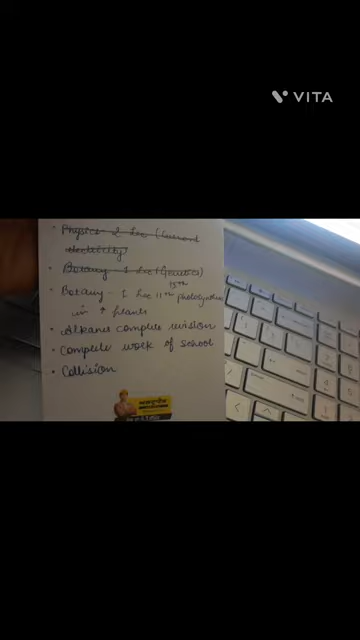 VITA
• Physics - 2 Lec (Current
electricity)
• Botany - 1 Lec (Genetics)
15th
• Botany - 1 Lec 11th photosynthesis
in ↑ plants
• Alkanes complete revision
• Complete work of school
• Collision